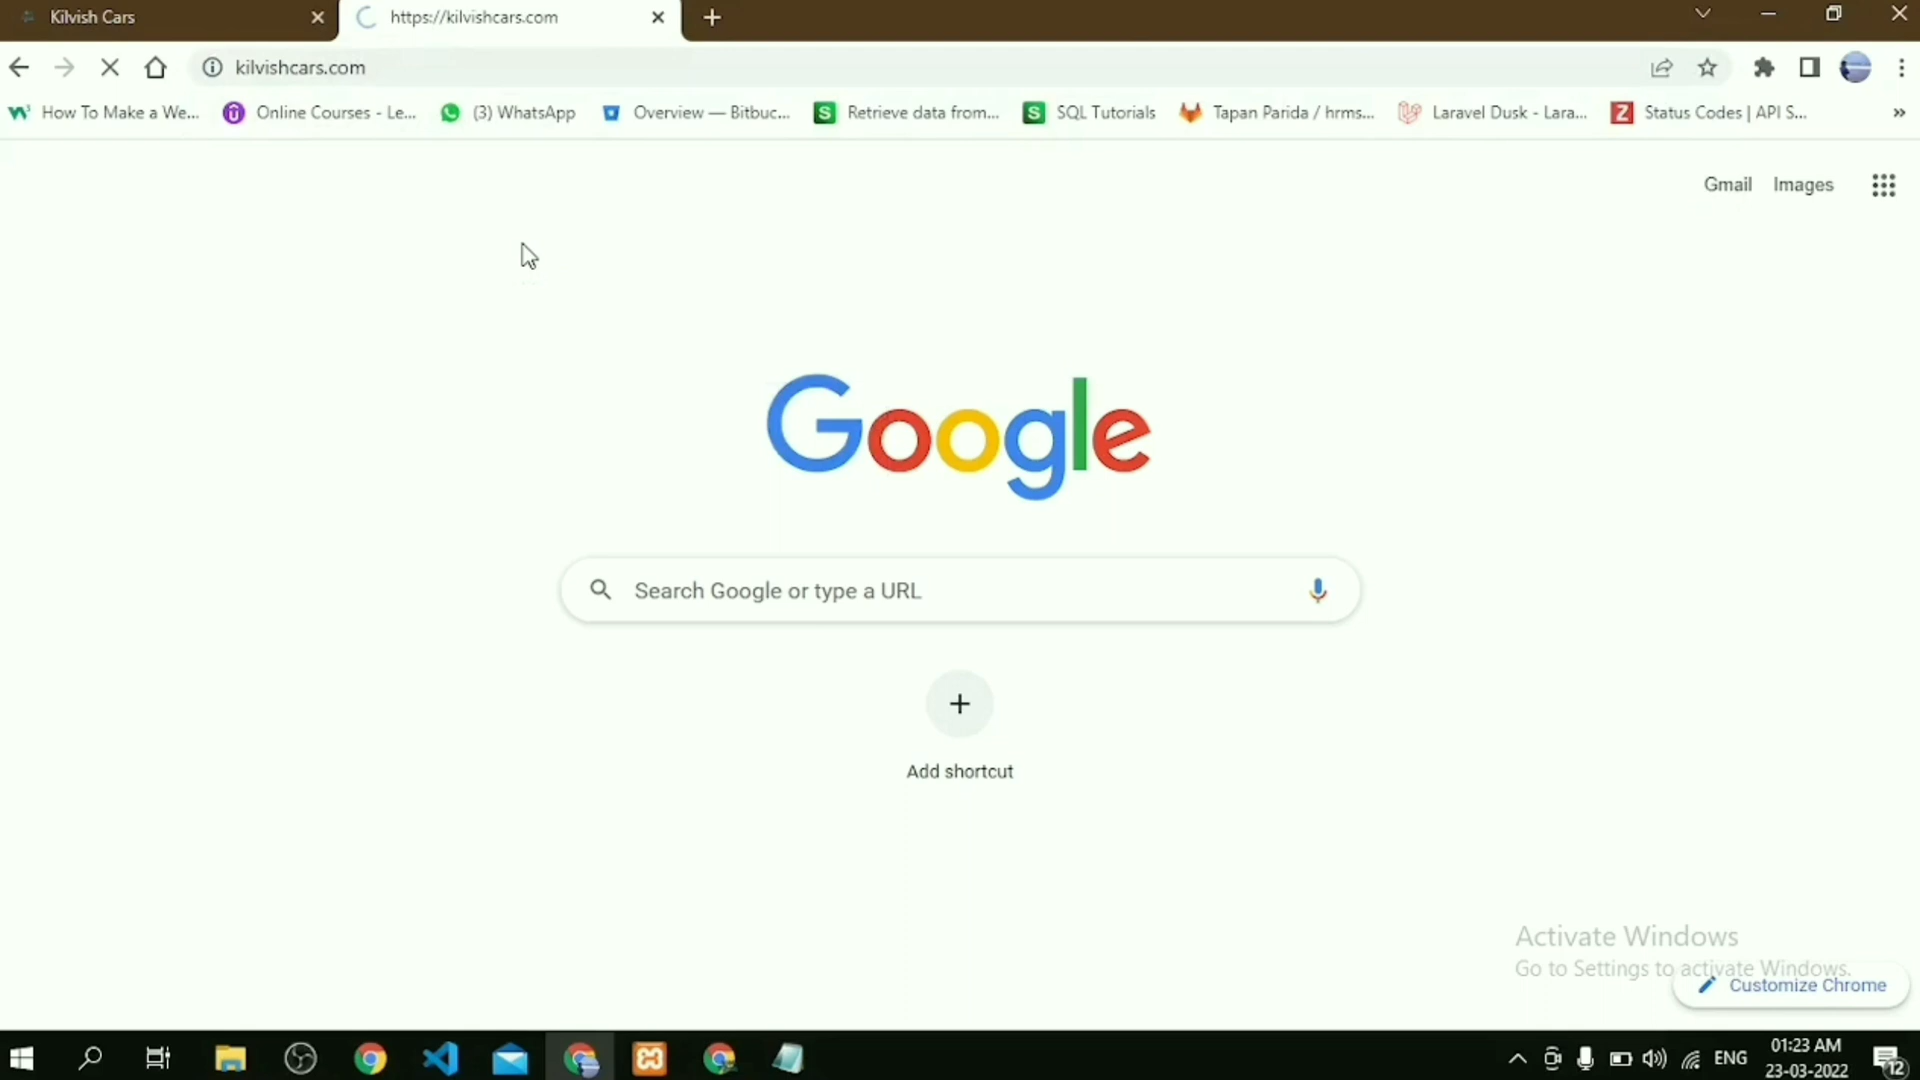 Kilvish Cars
https://kilvishcars.com
kilvishcars.com
How To Make a We...
Online Courses - Le...
(3) WhatsApp
Overview — Bitbuc...
Retrieve data from...
SQL Tutorials
Tapan Parida / hrms...
Laravel Dusk - Lara...
Status Codes | API S...
Gmail
Images
Google
Search Google or type a URL
Add shortcut
Activate Windows
Go to Settings to activate Windows.
Customize Chrome
ENG
01:23 AM
23-03-2022
12